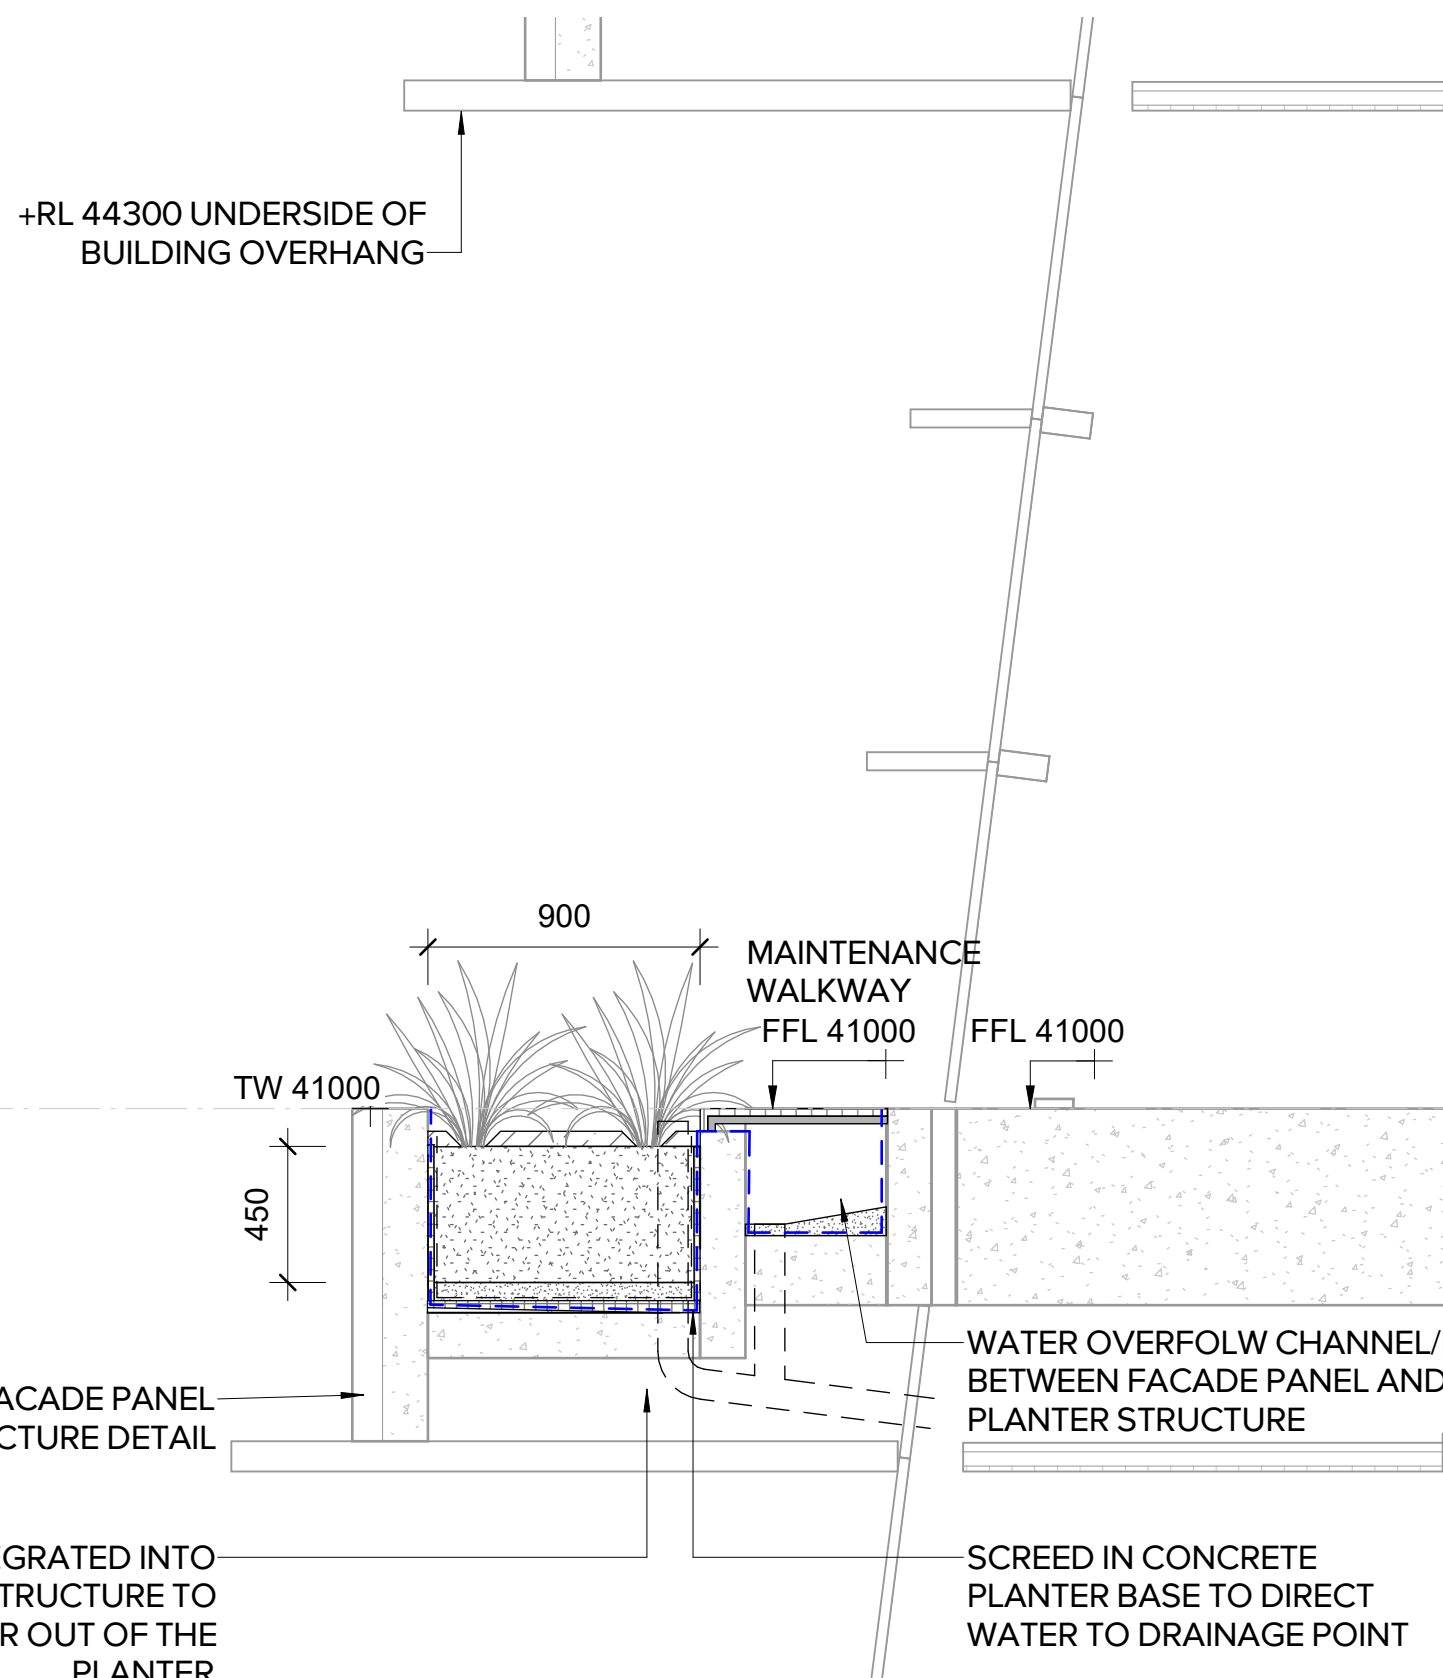 +RL 44300 UNDERSIDE OF
BUILDING OVERHANG
900
MAINTENANCE
WALKWAY
FFL 41000
FFL 41000
TW 41000
450
WATER OVERFOLW CHANNEL/
BETWEEN FACADE PANEL AND
PLANTER STRUCTURE
ACADE PANEL
CTURE DETAIL
EGRATED INTO
TRUCTURE TO
R OUT OF THE
PLANTER
SCREED IN CONCRETE
PLANTER BASE TO DIRECT
WATER TO DRAINAGE POINT